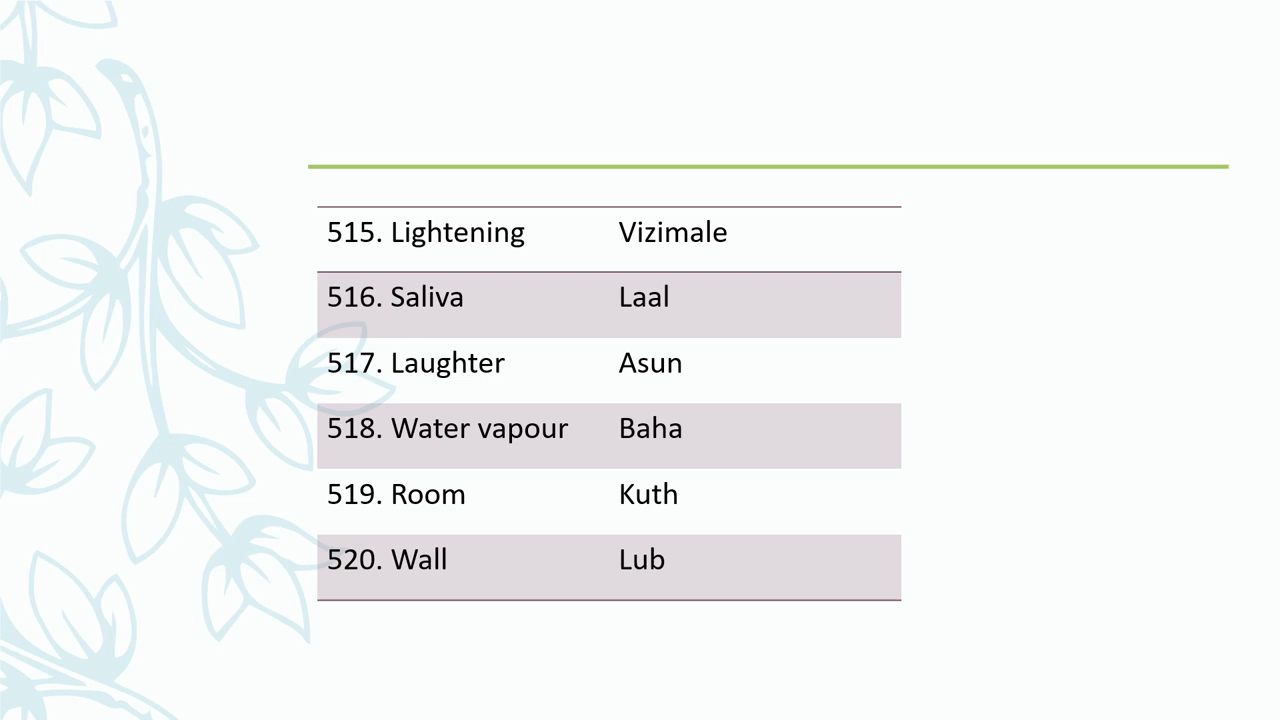 515. Lightening Vizimale
516. Saliva Laal
517. Laughter Asun
518. Water vapour Baha
519. Room Kuth
520. Wall Lub